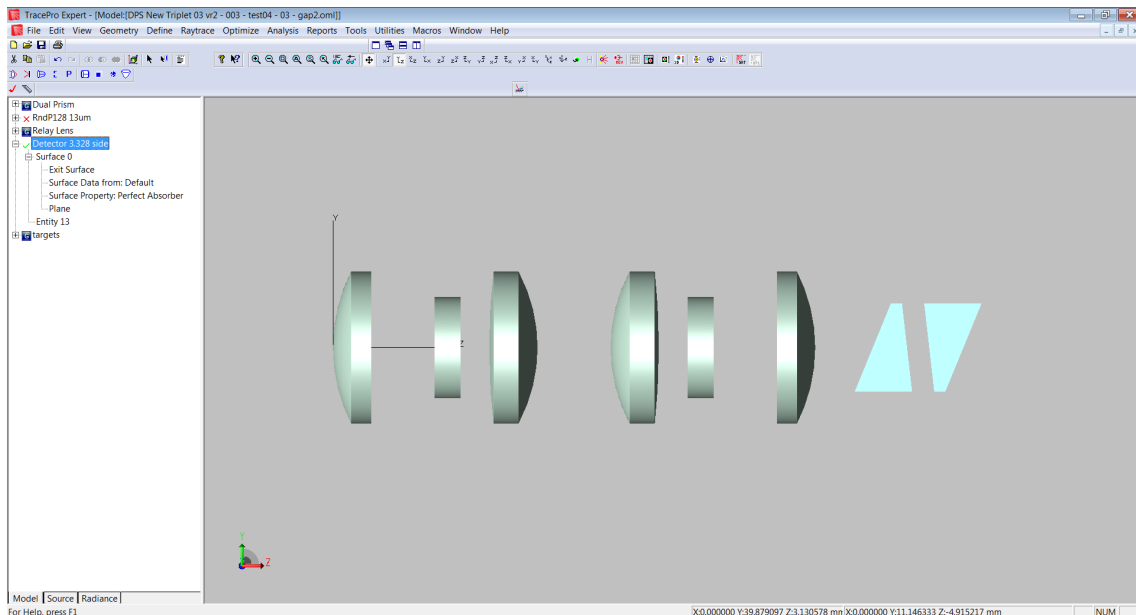 TracePro Expert - [Model:[DPS New Triplet 03 vr2 - 003 - test04 - 03 - gap2.oml]]
File Edit View Geometry Define Raytrace Optimize Analysis Reports Tools Utilities Macros Window Help
Dual Prism
RndP128 13um
Relay Lens
Detector 3.328 side
Surface 0
Exit Surface
Surface Data from: Default
Surface Property: Perfect Absorber
Plane
Entity 13
targets
Y
Z
Y
Z
Model Source Radiance
For Help, press F1
X:0.000000 Y:39.879097 Z:3.130578 mm X:0.000000 Y:11.146333 Z:-4.915217 mm
NUM